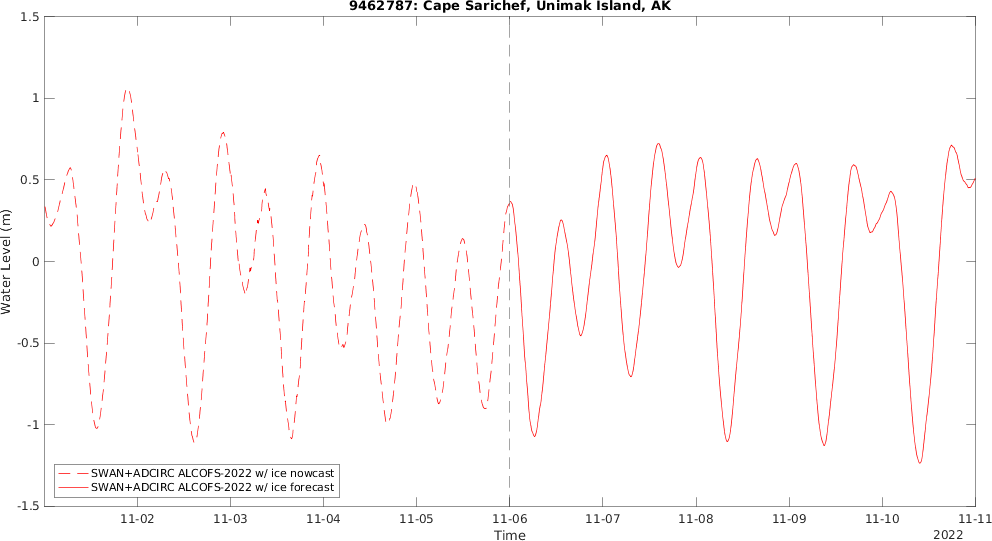 9462787: Cape Sarichef, Unimak Island, AK
1.5
1
0.5
0
-0.5
-1
-1.5
Water Level (m)
SWAN+ADCIRC ALCOFS-2022 w/ ice nowcast
SWAN+ADCIRC ALCOFS-2022 w/ ice forecast
11-02 11-03 11-04 11-05 11-06 11-07 11-08 11-09 11-10 11-11
Time
2022